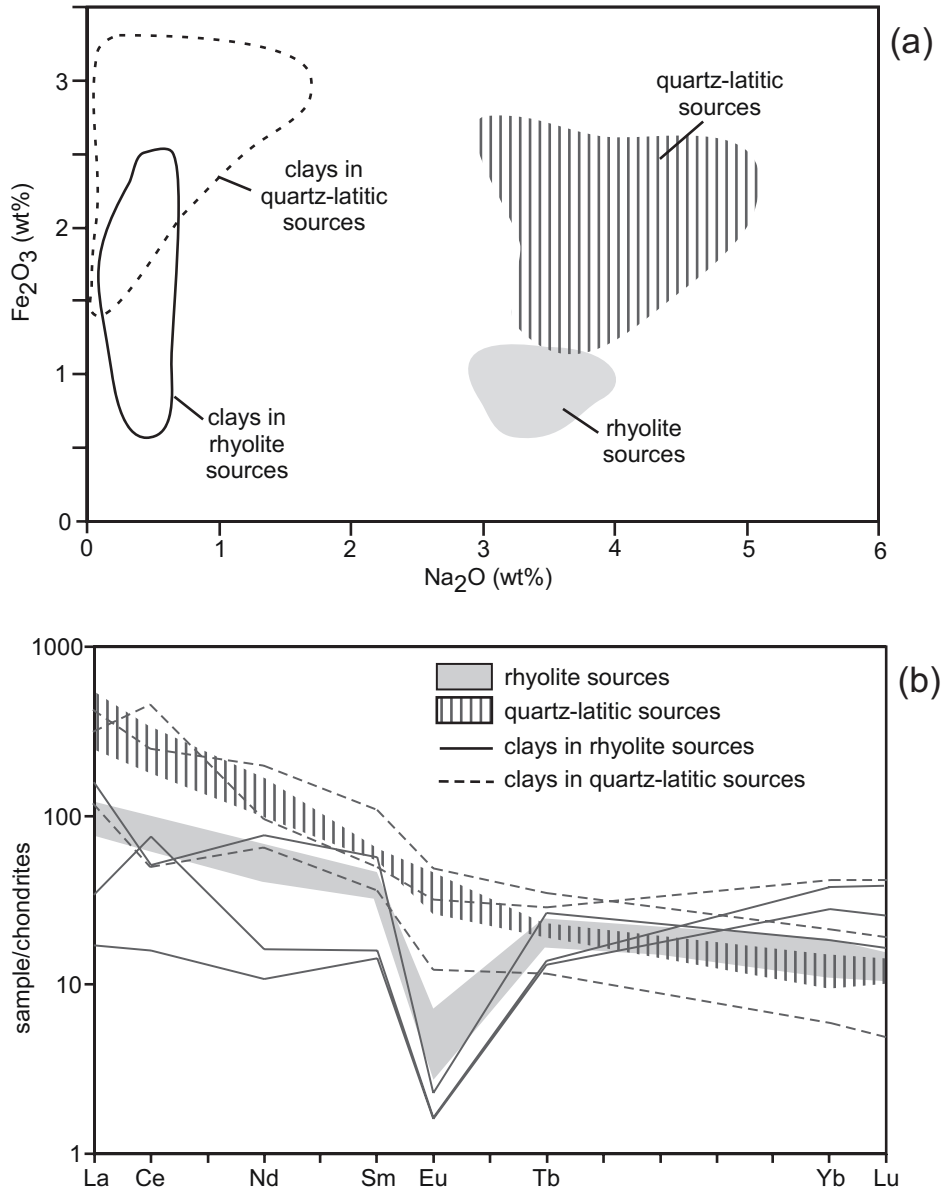 (a)
quartz-latitic
sources
clays in
quartz-latitic
sources
clays in
rhyolite
sources
rhyolite
sources
Fe2O3 (wt%)
3
2
1
0
0 1 2 3 4 5 6
Na2O (wt%)
(b)
rhyolite sources
quartz-latitic sources
clays in rhyolite sources
clays in quartz-latitic sources
sample/chondrites
1000
100
10
1
La Ce Nd Sm Eu Tb Yb Lu